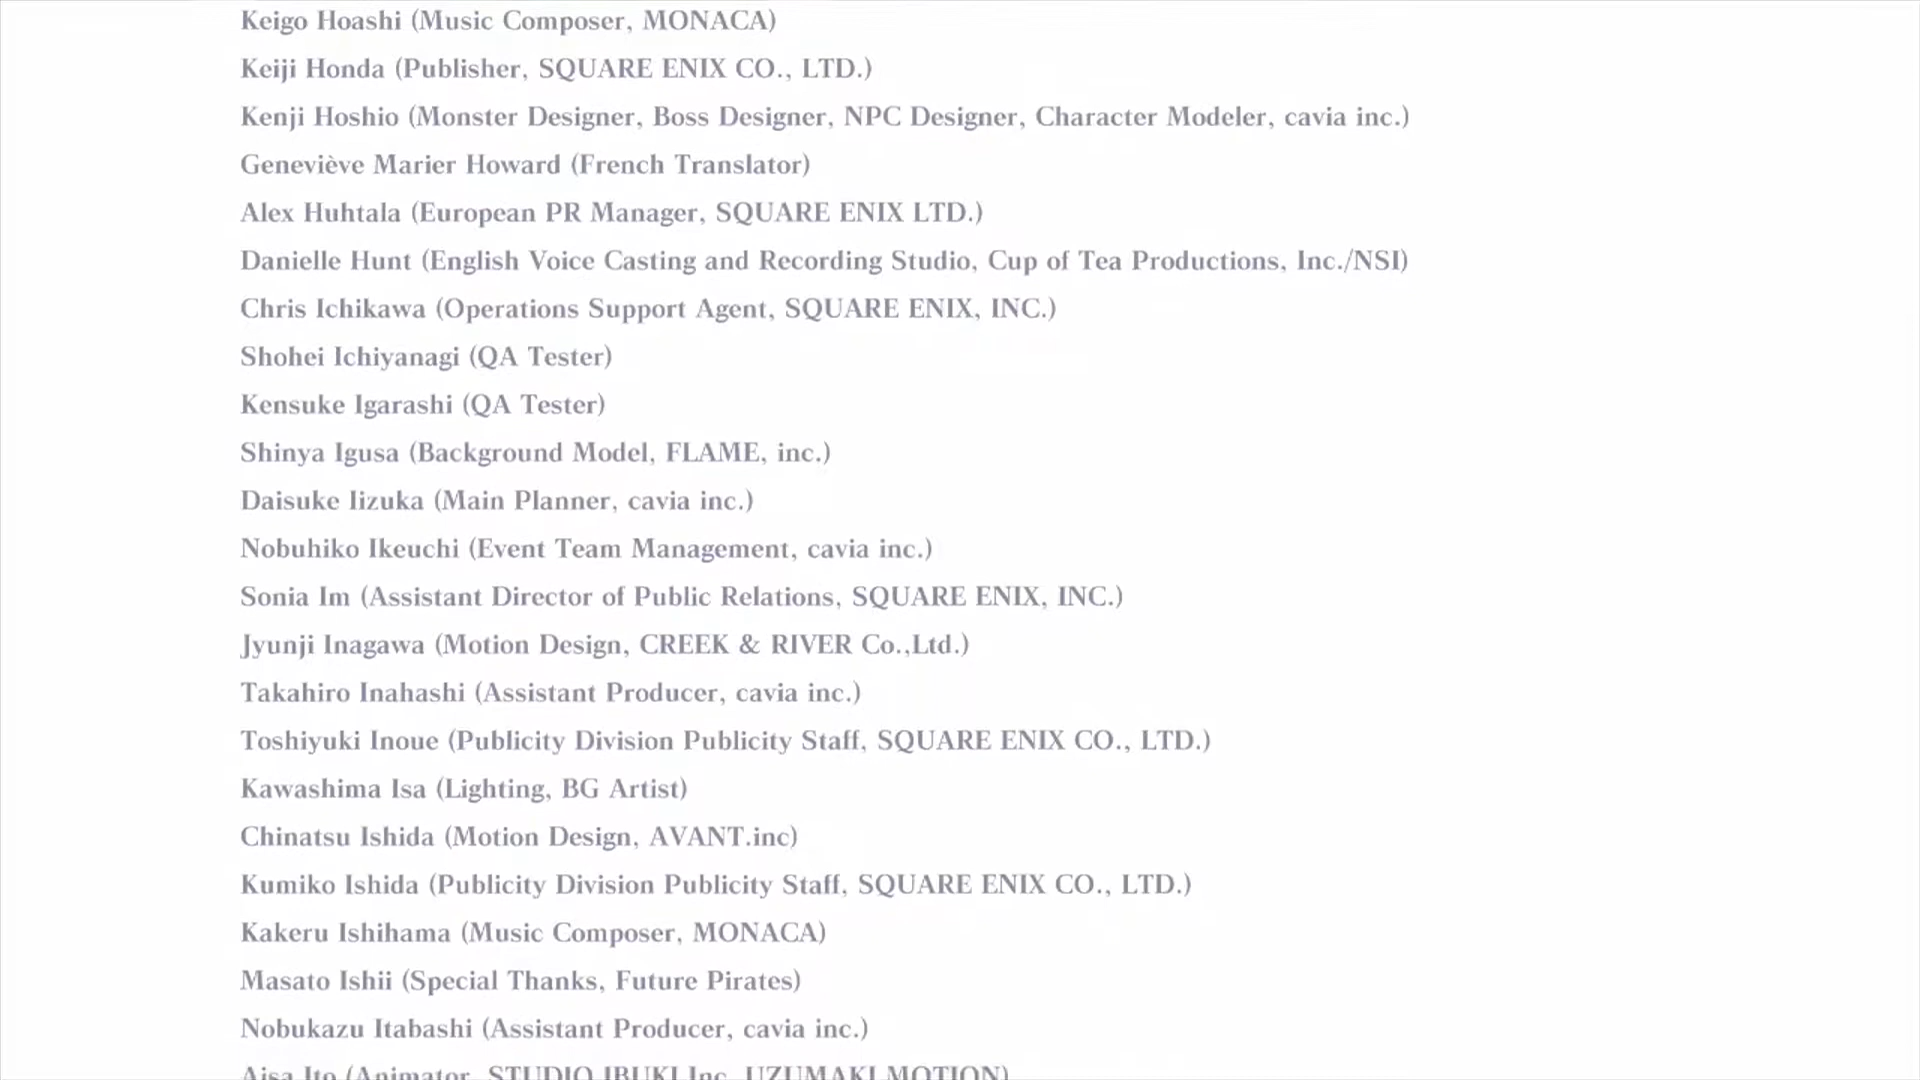 Keigo Hoashi (Music Composer, MONACA)
Keiji Honda (Publisher, SQUARE ENIX CO., LTD.)
Kenji Hoshio (Monster Designer, Boss Designer, NPC Designer, Character Modeler, cavia inc.)
Geneviève Marier Howard (French Translator)
Alex Huhtala (European PR Manager, SQUARE ENIX LTD.)
Danielle Hunt (English Voice Casting and Recording Studio, Cup of Tea Productions, Inc./NSI)
Chris Ichikawa (Operations Support Agent, SQUARE ENIX, INC.)
Shohei Ichiyanagi (QA Tester)
Kensuke Igarashi (QA Tester)
Shinya Igusa (Background Model, FLAME, inc.)
Daisuke Iizuka (Main Planner, cavia inc.)
Nobuhiko Ikeuchi (Event Team Management, cavia inc.)
Sonia Im (Assistant Director of Public Relations, SQUARE ENIX, INC.)
Jyunji Inagawa (Motion Design, CREEK & RIVER Co.,Ltd.)
Takahiro Inahashi (Assistant Producer, cavia inc.)
Toshiyuki Inoue (Publicity Division Publicity Staff, SQUARE ENIX CO., LTD.)
Kawashima Isa (Lighting, BG Artist)
Chinatsu Ishida (Motion Design, AVANT.inc)
Kumiko Ishida (Publicity Division Publicity Staff, SQUARE ENIX CO., LTD.)
Kakeru Ishihama (Music Composer, MONACA)
Masato Ishii (Special Thanks, Future Pirates)
Nobukazu Itabashi (Assistant Producer, cavia inc.)
Aisa Ito (Animator, STUDIO IBUKI Inc. UZUMAKI MOTION)